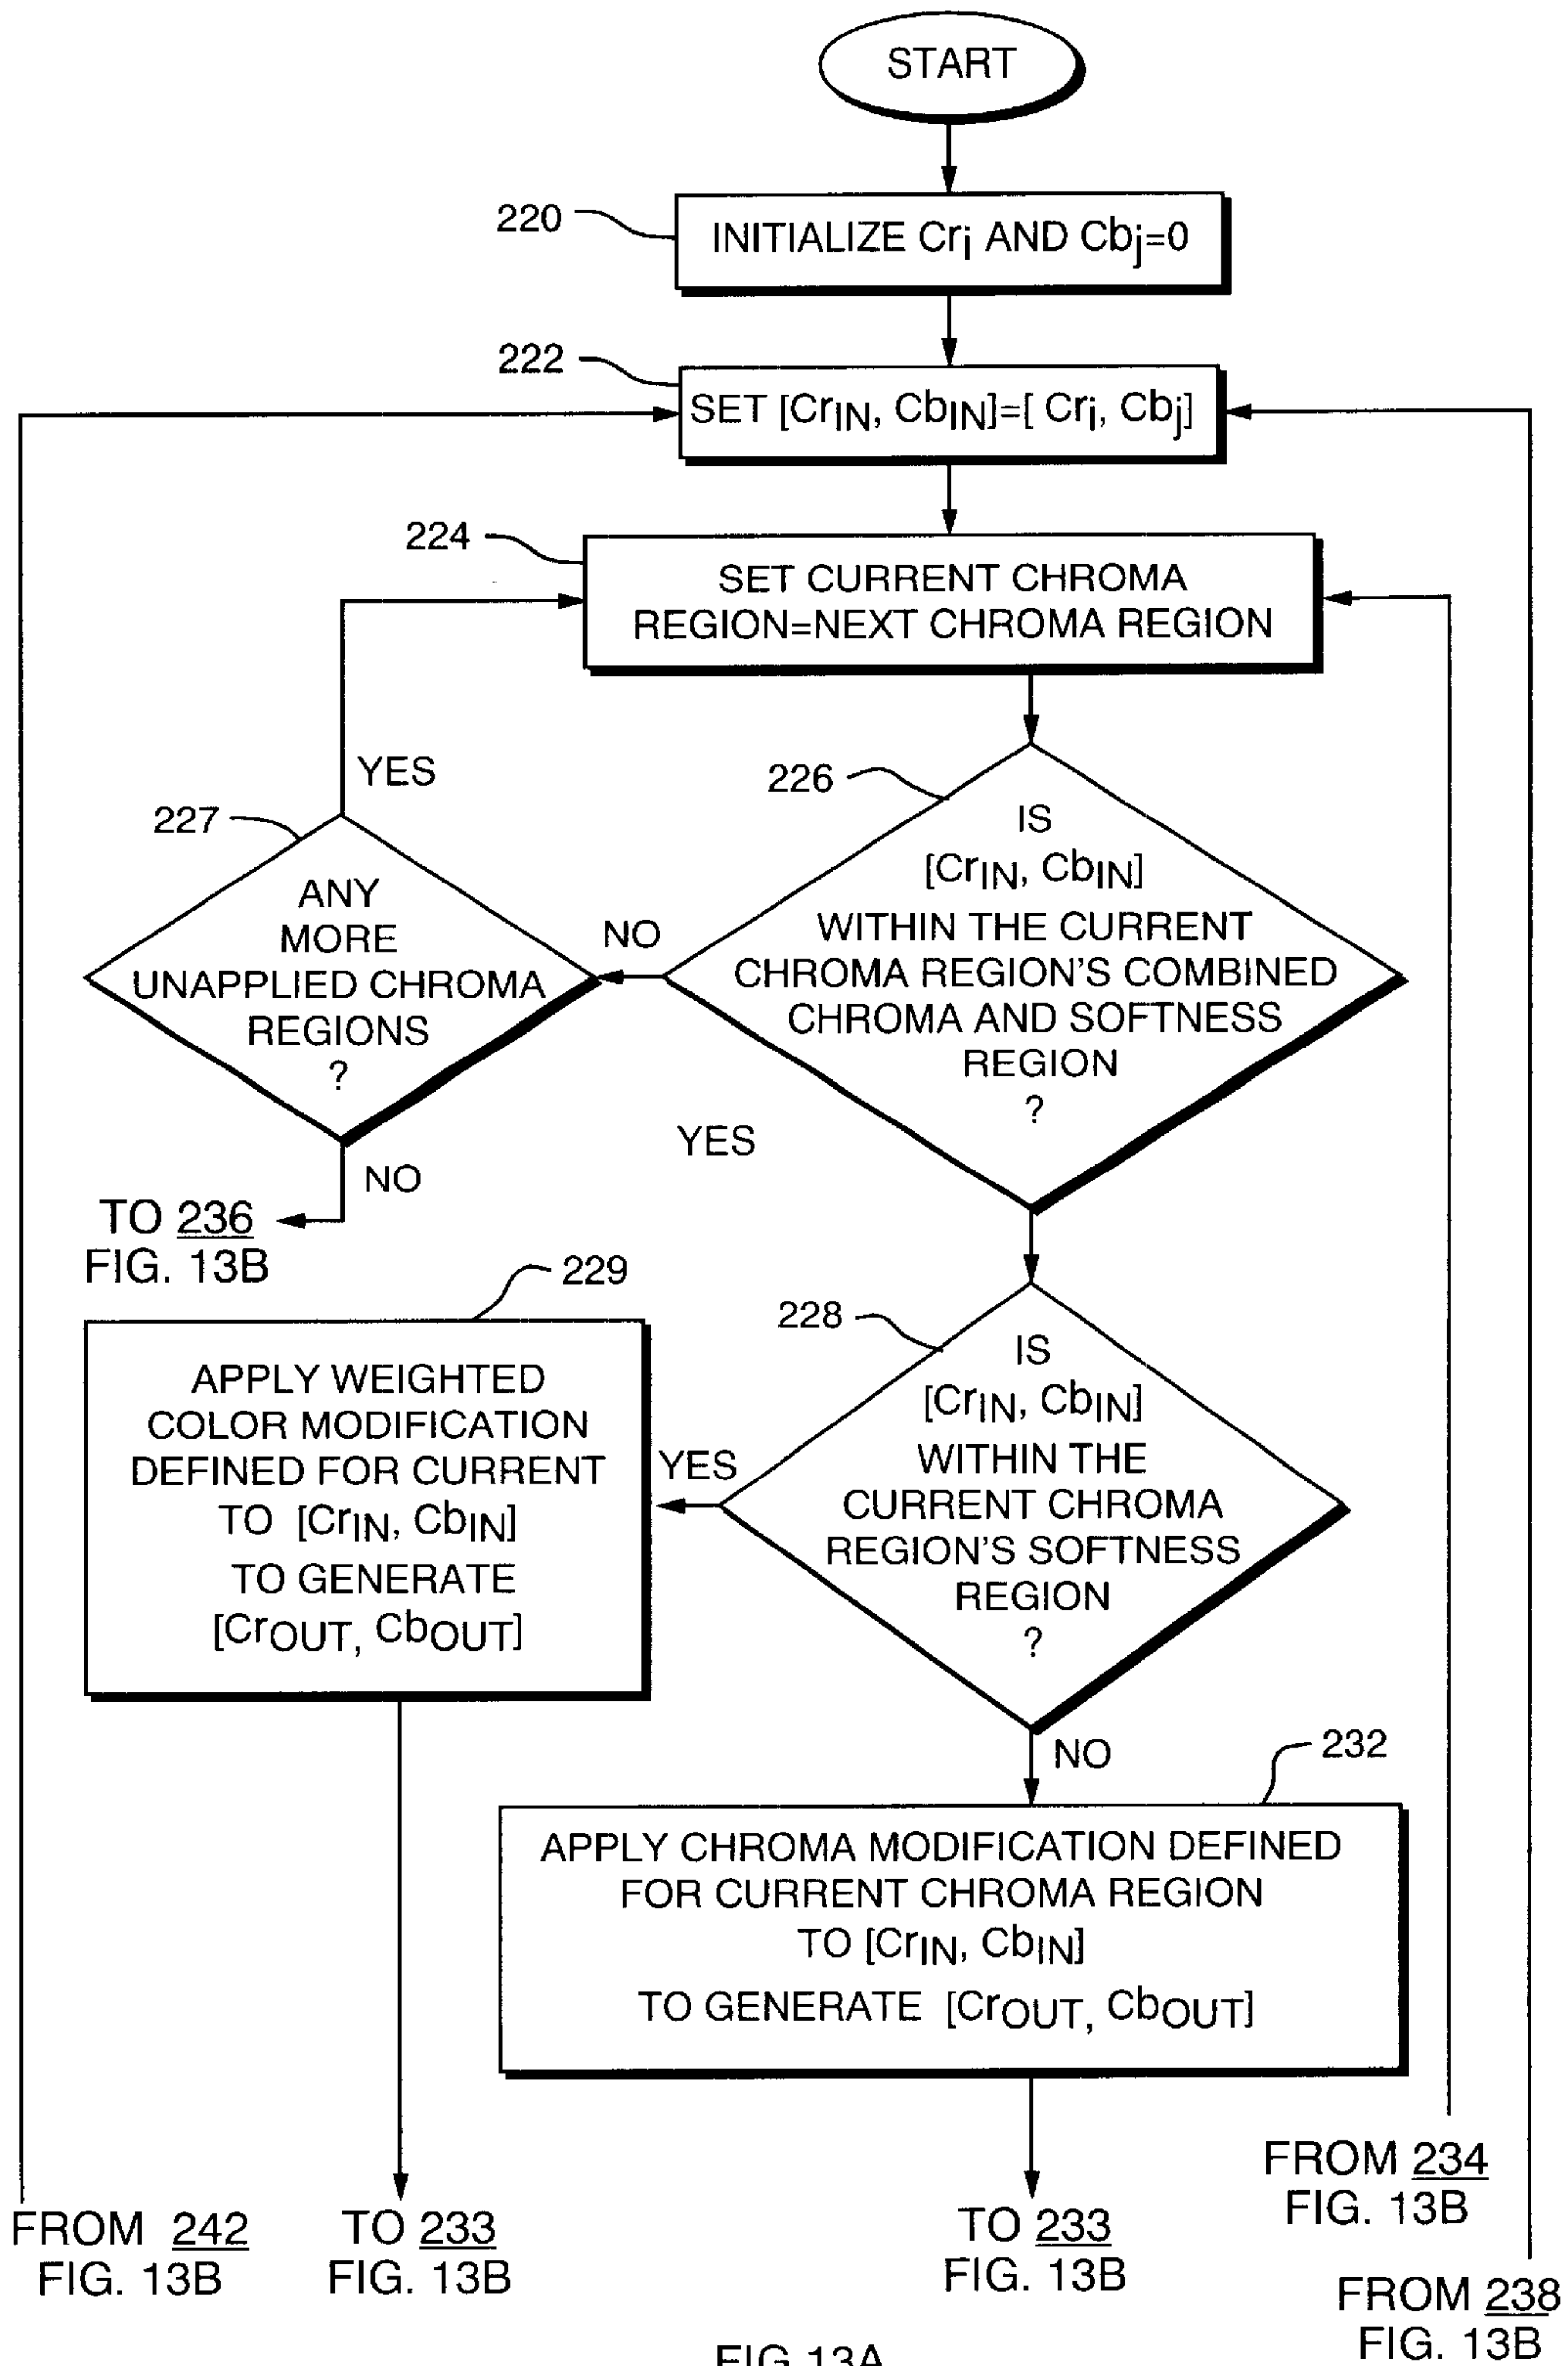 START
220
INITIALIZE Cri AND Cbj=0
222
SET [CrIN, CbIN]=[ Cri, Cbj]
224
SET CURRENT CHROMA
REGION=NEXT CHROMA REGION
YES
226
227
IS
[CrIN, CbIN]
WITHIN THE CURRENT
CHROMA REGION'S COMBINED
CHROMA AND SOFTNESS
REGION
?
NO
ANY
MORE
UNAPPLIED CHROMA
REGIONS
?
YES
NO
TO 236
FIG. 13B
229
228
IS
[CrIN, CbIN]
WITHIN THE
CURRENT CHROMA
REGION'S SOFTNESS
REGION
?
YES
APPLY WEIGHTED
COLOR MODIFICATION
DEFINED FOR CURRENT
TO [CrIN, CbIN]
TO GENERATE
[CrOUT, CbOUT]
NO
232
APPLY CHROMA MODIFICATION DEFINED
FOR CURRENT CHROMA REGION
TO [CrIN, CbIN]
TO GENERATE [CrOUT, CbOUT]
FROM 242
FIG. 13B
TO 233
FIG. 13B
TO 233
FIG. 13B
FROM 234
FIG. 13B
FROM 238
FIG. 13B
FIG.13A